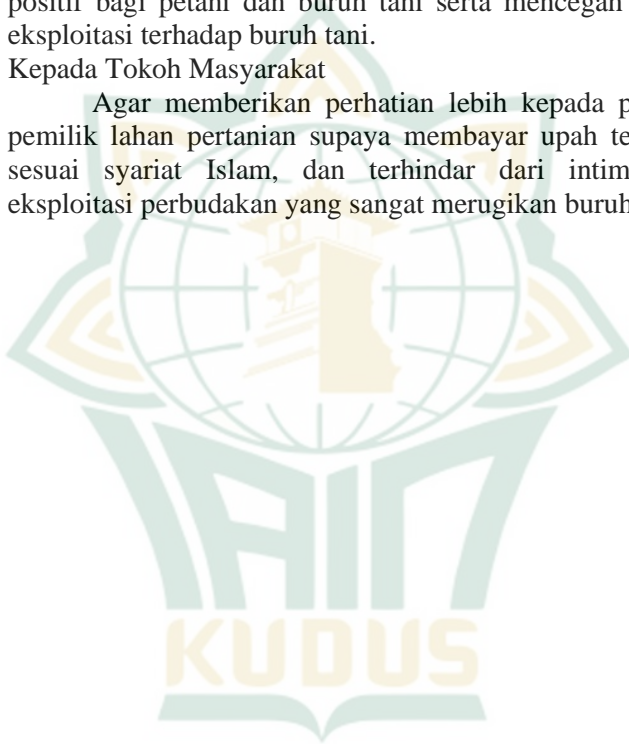 positif bagi petani dan buruh tani serta mencegah
eksploitasi terhadap buruh tani.
Kepada Tokoh Masyarakat
Agar memberikan perhatian lebih kepada p
pemilik lahan pertanian supaya membayar upah te
sesuai syariat Islam, dan terhindar dari intim
eksploitasi perbudakan yang sangat merugikan buruh
IAIN
KUDUS